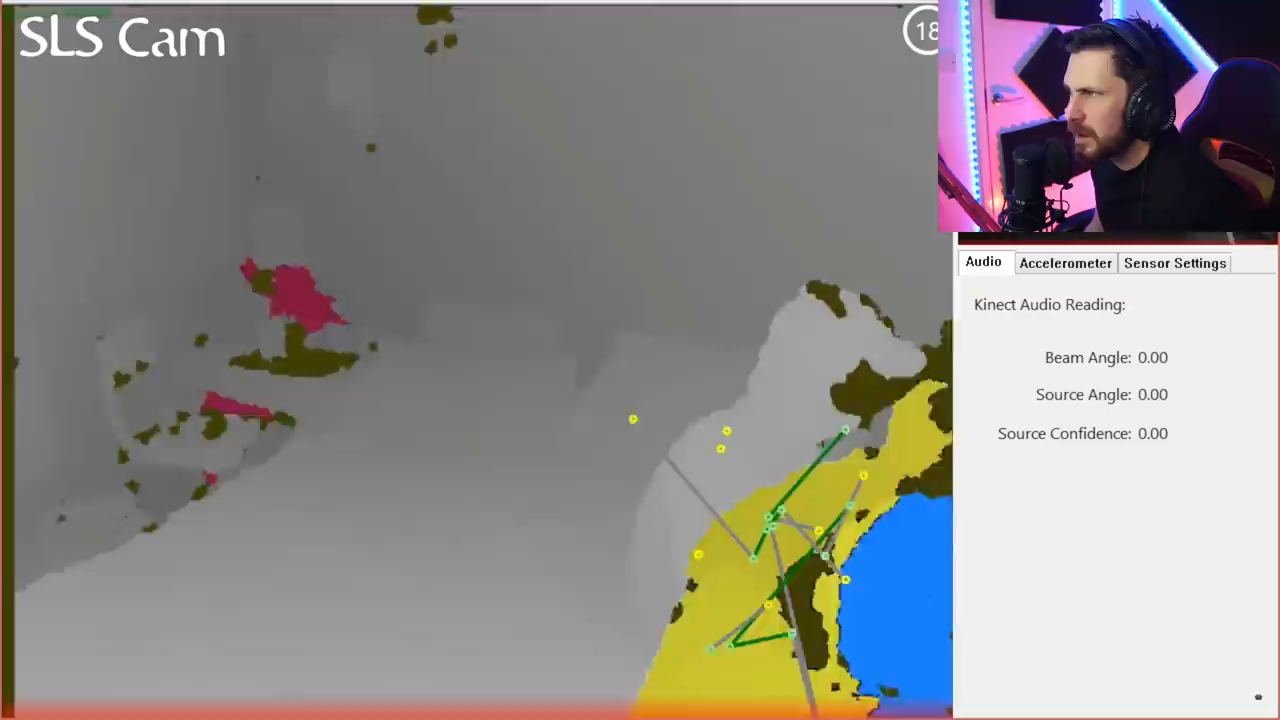 SLS Cam
18
Audio
Accelerometer
Sensor Settings
Kinect Audio Reading:
Beam Angle: 0.00
Source Angle: 0.00
Source Confidence: 0.00